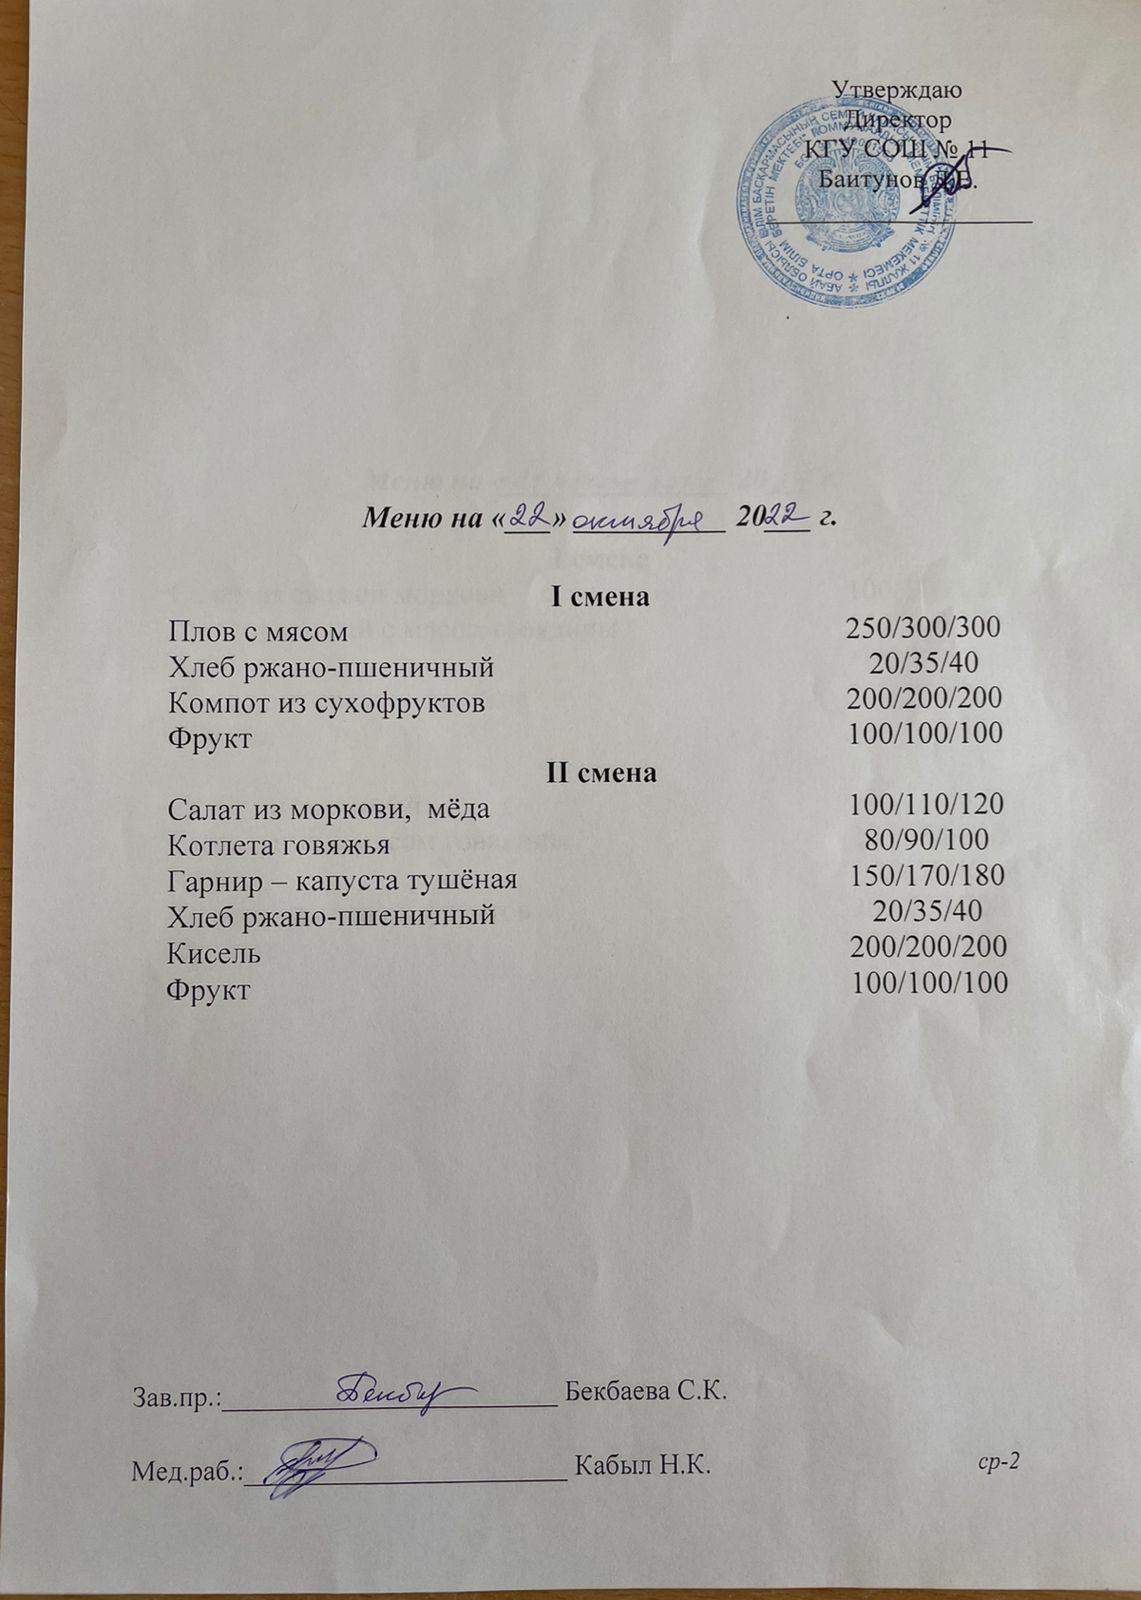 Утверждаю
Директор
КГУ СОШ № 11
Баитунов Д.Е.
Меню на «22» октября 2022 г.
I смена
Плов с мясом 250/300/300
Хлеб ржано-пшеничный 20/35/40
Компот из сухофруктов 200/200/200
Фрукт 100/100/100
II смена
Салат из моркови, мёда 100/110/120
Котлета говяжья 80/90/100
Гарнир – капуста тушёная 150/170/180
Хлеб ржано-пшеничный 20/35/40
Кисель 200/200/200
Фрукт 100/100/100
Зав.пр.: Бекбаева С.К.
Мед.раб.: Кабыл Н.К.
ср-2